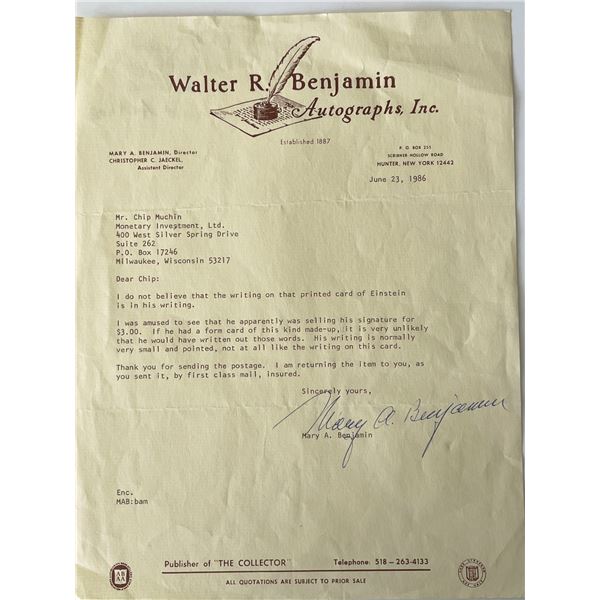 Walter R. Benjamin
Autographs, Inc.
Established 1887
MARY A. BENJAMIN, Director
CHRISTOPHER C. JAECKEL,
Assistant Director
P. O. BOX 255
SCRIBNER HOLLOW ROAD
HUNTER, NEW YORK 12442
June 23, 1986
Mr. Chip Muchin
Monetary Investment, Ltd.
400 West Silver Spring Drive
Suite 262
P.O. Box 17246
Milwaukee, Wisconsin 53217
Dear Chip:
I do not believe that the writing on that printed card of Einstein
is in his writing.
I was amused to see that he apparently was selling his signature for
$3.00. If he had a form card of this kind made-up, it is very unlikely
that he would have written out those words. His writing is normally
very small and pointed, not at all like the writing on this card.
Thank you for sending the postage. I am returning the item to you, as
you sent it, by first class mail, insured.
Sincerely yours,
Mary A. Benjamin
Mary A. Benjamin
Enc.
MAB:bam
Publisher of "THE COLLECTOR" Telephone: 518-263-4133
ALL QUOTATIONS ARE SUBJECT TO PRIOR SALE
AB
AA